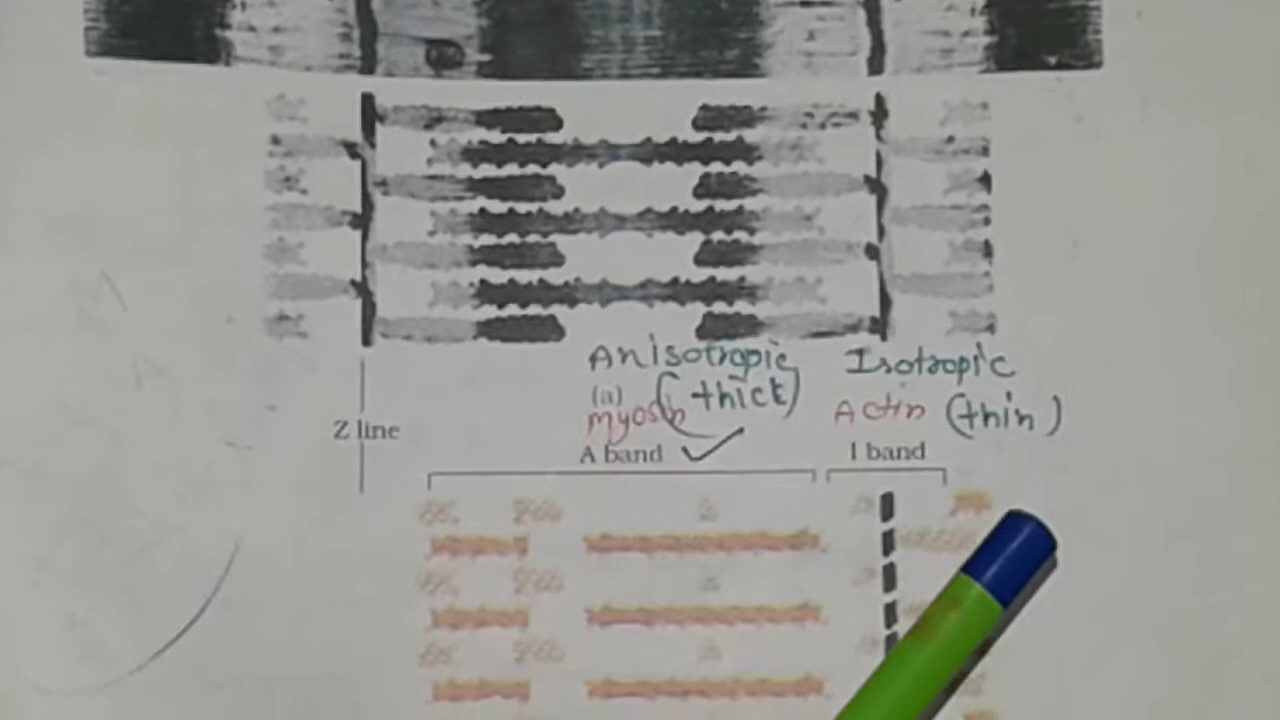 Anisotropic
(a) (thick)
myosin
Isotropic
Actin (thin)
Z line
A band
I band